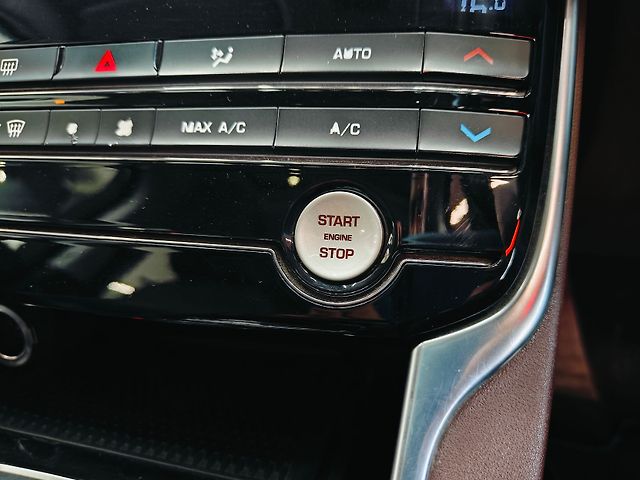 AUTO
MAX A/C
A/C
START
ENGINE
STOP